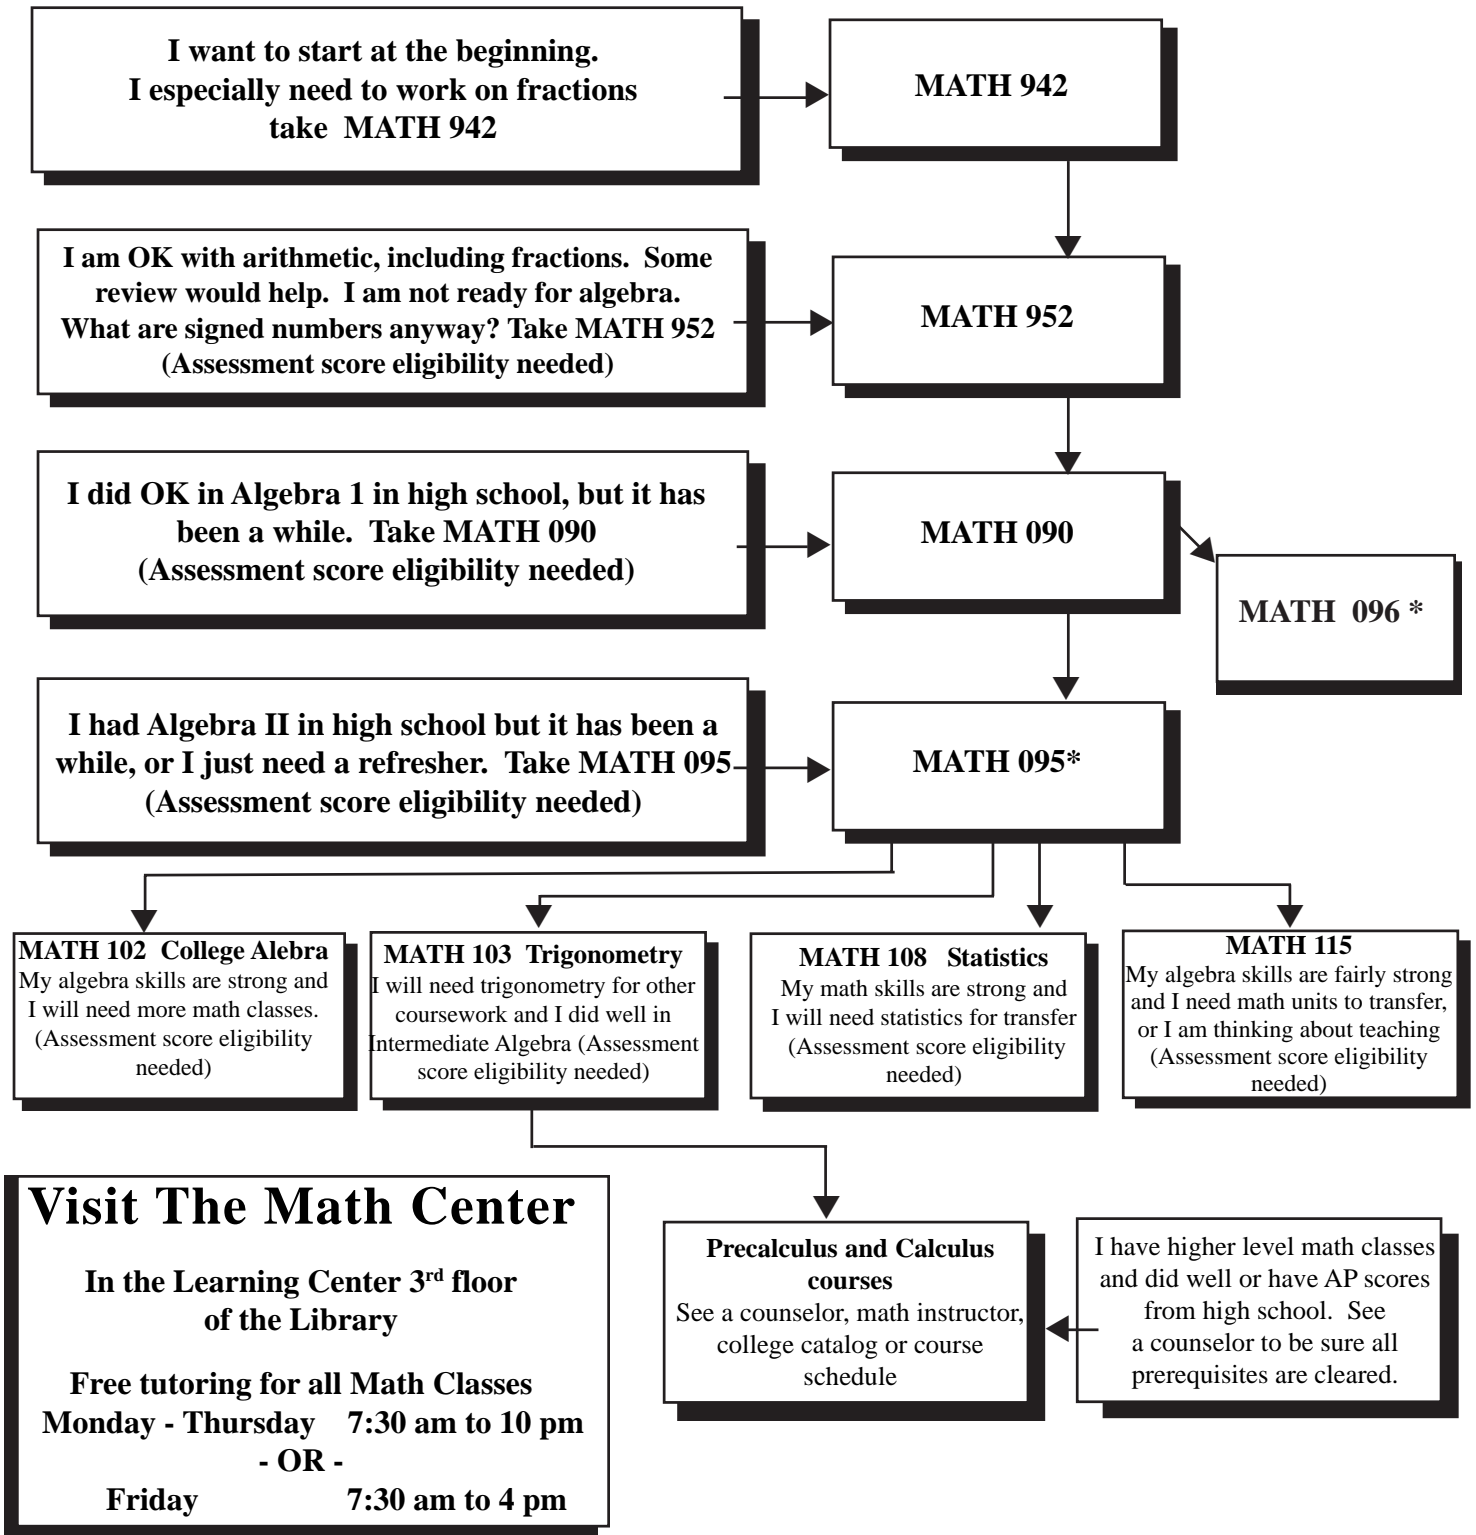 I want to start at the beginning.
I especially need to work on fractions
take MATH 942
MATH 942
I am OK with arithmetic, including fractions. Some
review would help. I am not ready for algebra.
What are signed numbers anyway? Take MATH 952
(Assessment score eligibility needed)
MATH 952
I did OK in Algebra 1 in high school, but it has
been a while. Take MATH 090
(Assessment score eligibility needed)
MATH 090
MATH 096 *
I had Algebra II in high school but it has been a
while, or I just need a refresher. Take MATH 095
(Assessment score eligibility needed)
MATH 095*
MATH 102 College Alebra
My algebra skills are strong and
I will need more math classes.
(Assessment score eligibility
needed)
MATH 103 Trigonometry
I will need trigonometry for other
coursework and I did well in
Intermediate Algebra (Assessment
score eligibility needed)
MATH 108 Statistics
My math skills are strong and
I will need statistics for transfer
(Assessment score eligibility
needed)
MATH 115
My algebra skills are fairly strong
and I need math units to transfer,
or I am thinking about teaching
(Assessment score eligibility
needed)
Visit The Math Center
In the Learning Center 3rd floor
of the Library
Free tutoring for all Math Classes
Monday - Thursday 7:30 am to 10 pm
- OR -
Friday 7:30 am to 4 pm
Precalculus and Calculus
courses
See a counselor, math instructor,
college catalog or course
schedule
I have higher level math classes
and did well or have AP scores
from high school. See
a counselor to be sure all
prerequisites are cleared.